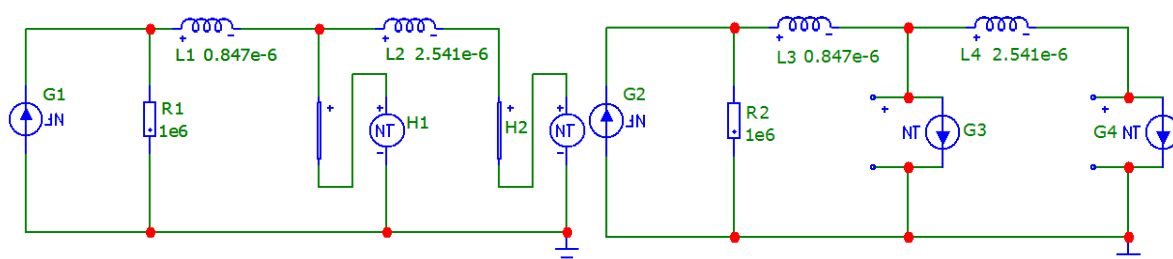 L1 0.847e-6
L2 2.541e-6
L3 0.847e-6
L4 2.541e-6
G1
R1
1e6
NT
H1
H2
NT
G2
R2
1e6
NT
G3
G4
NT